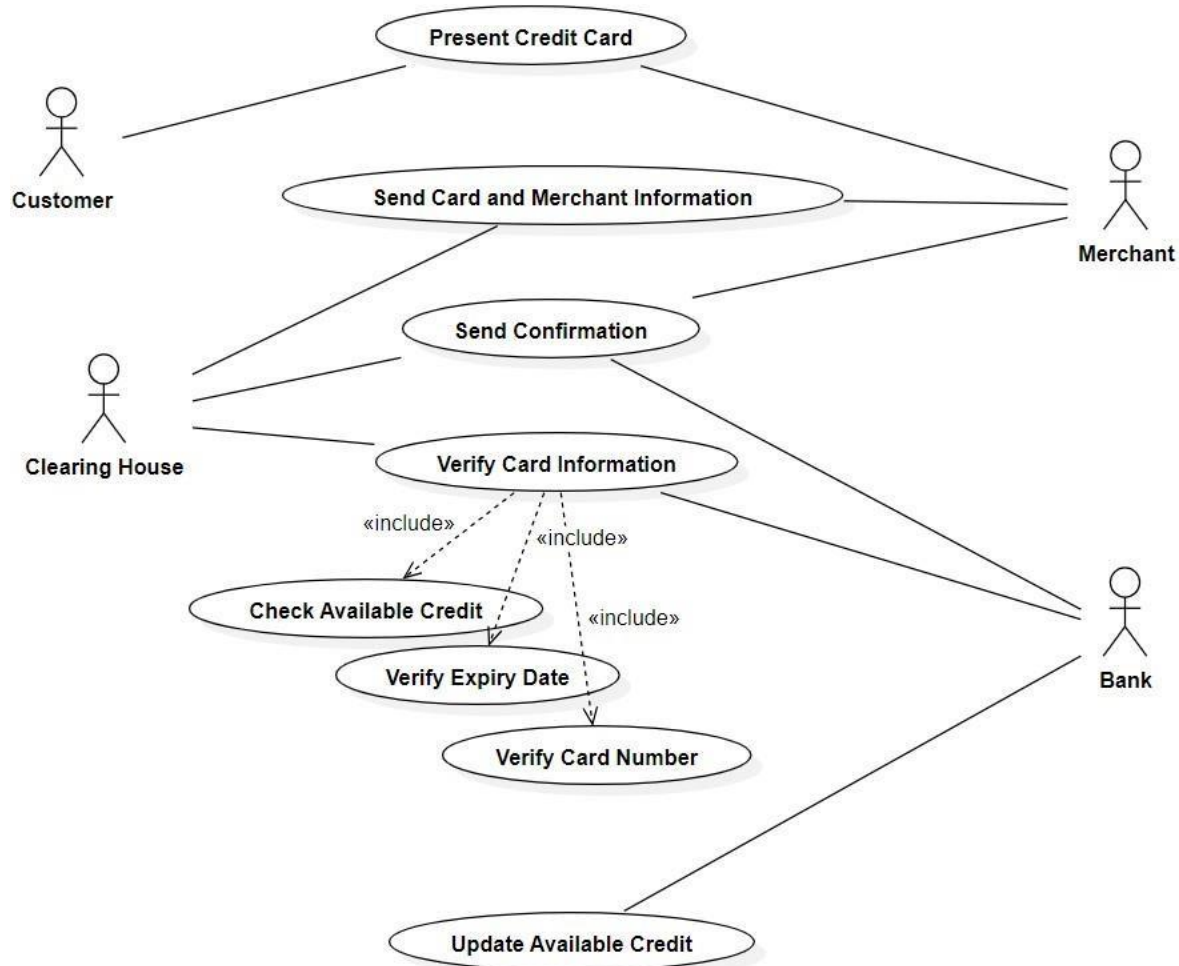 Present Credit Card
Customer
Send Card and Merchant Information
Merchant
Send Confirmation
Clearing House
Verify Card Information
«include»
«include»
Check Available Credit
«include»
Verify Expiry Date
Bank
Verify Card Number
Update Available Credit